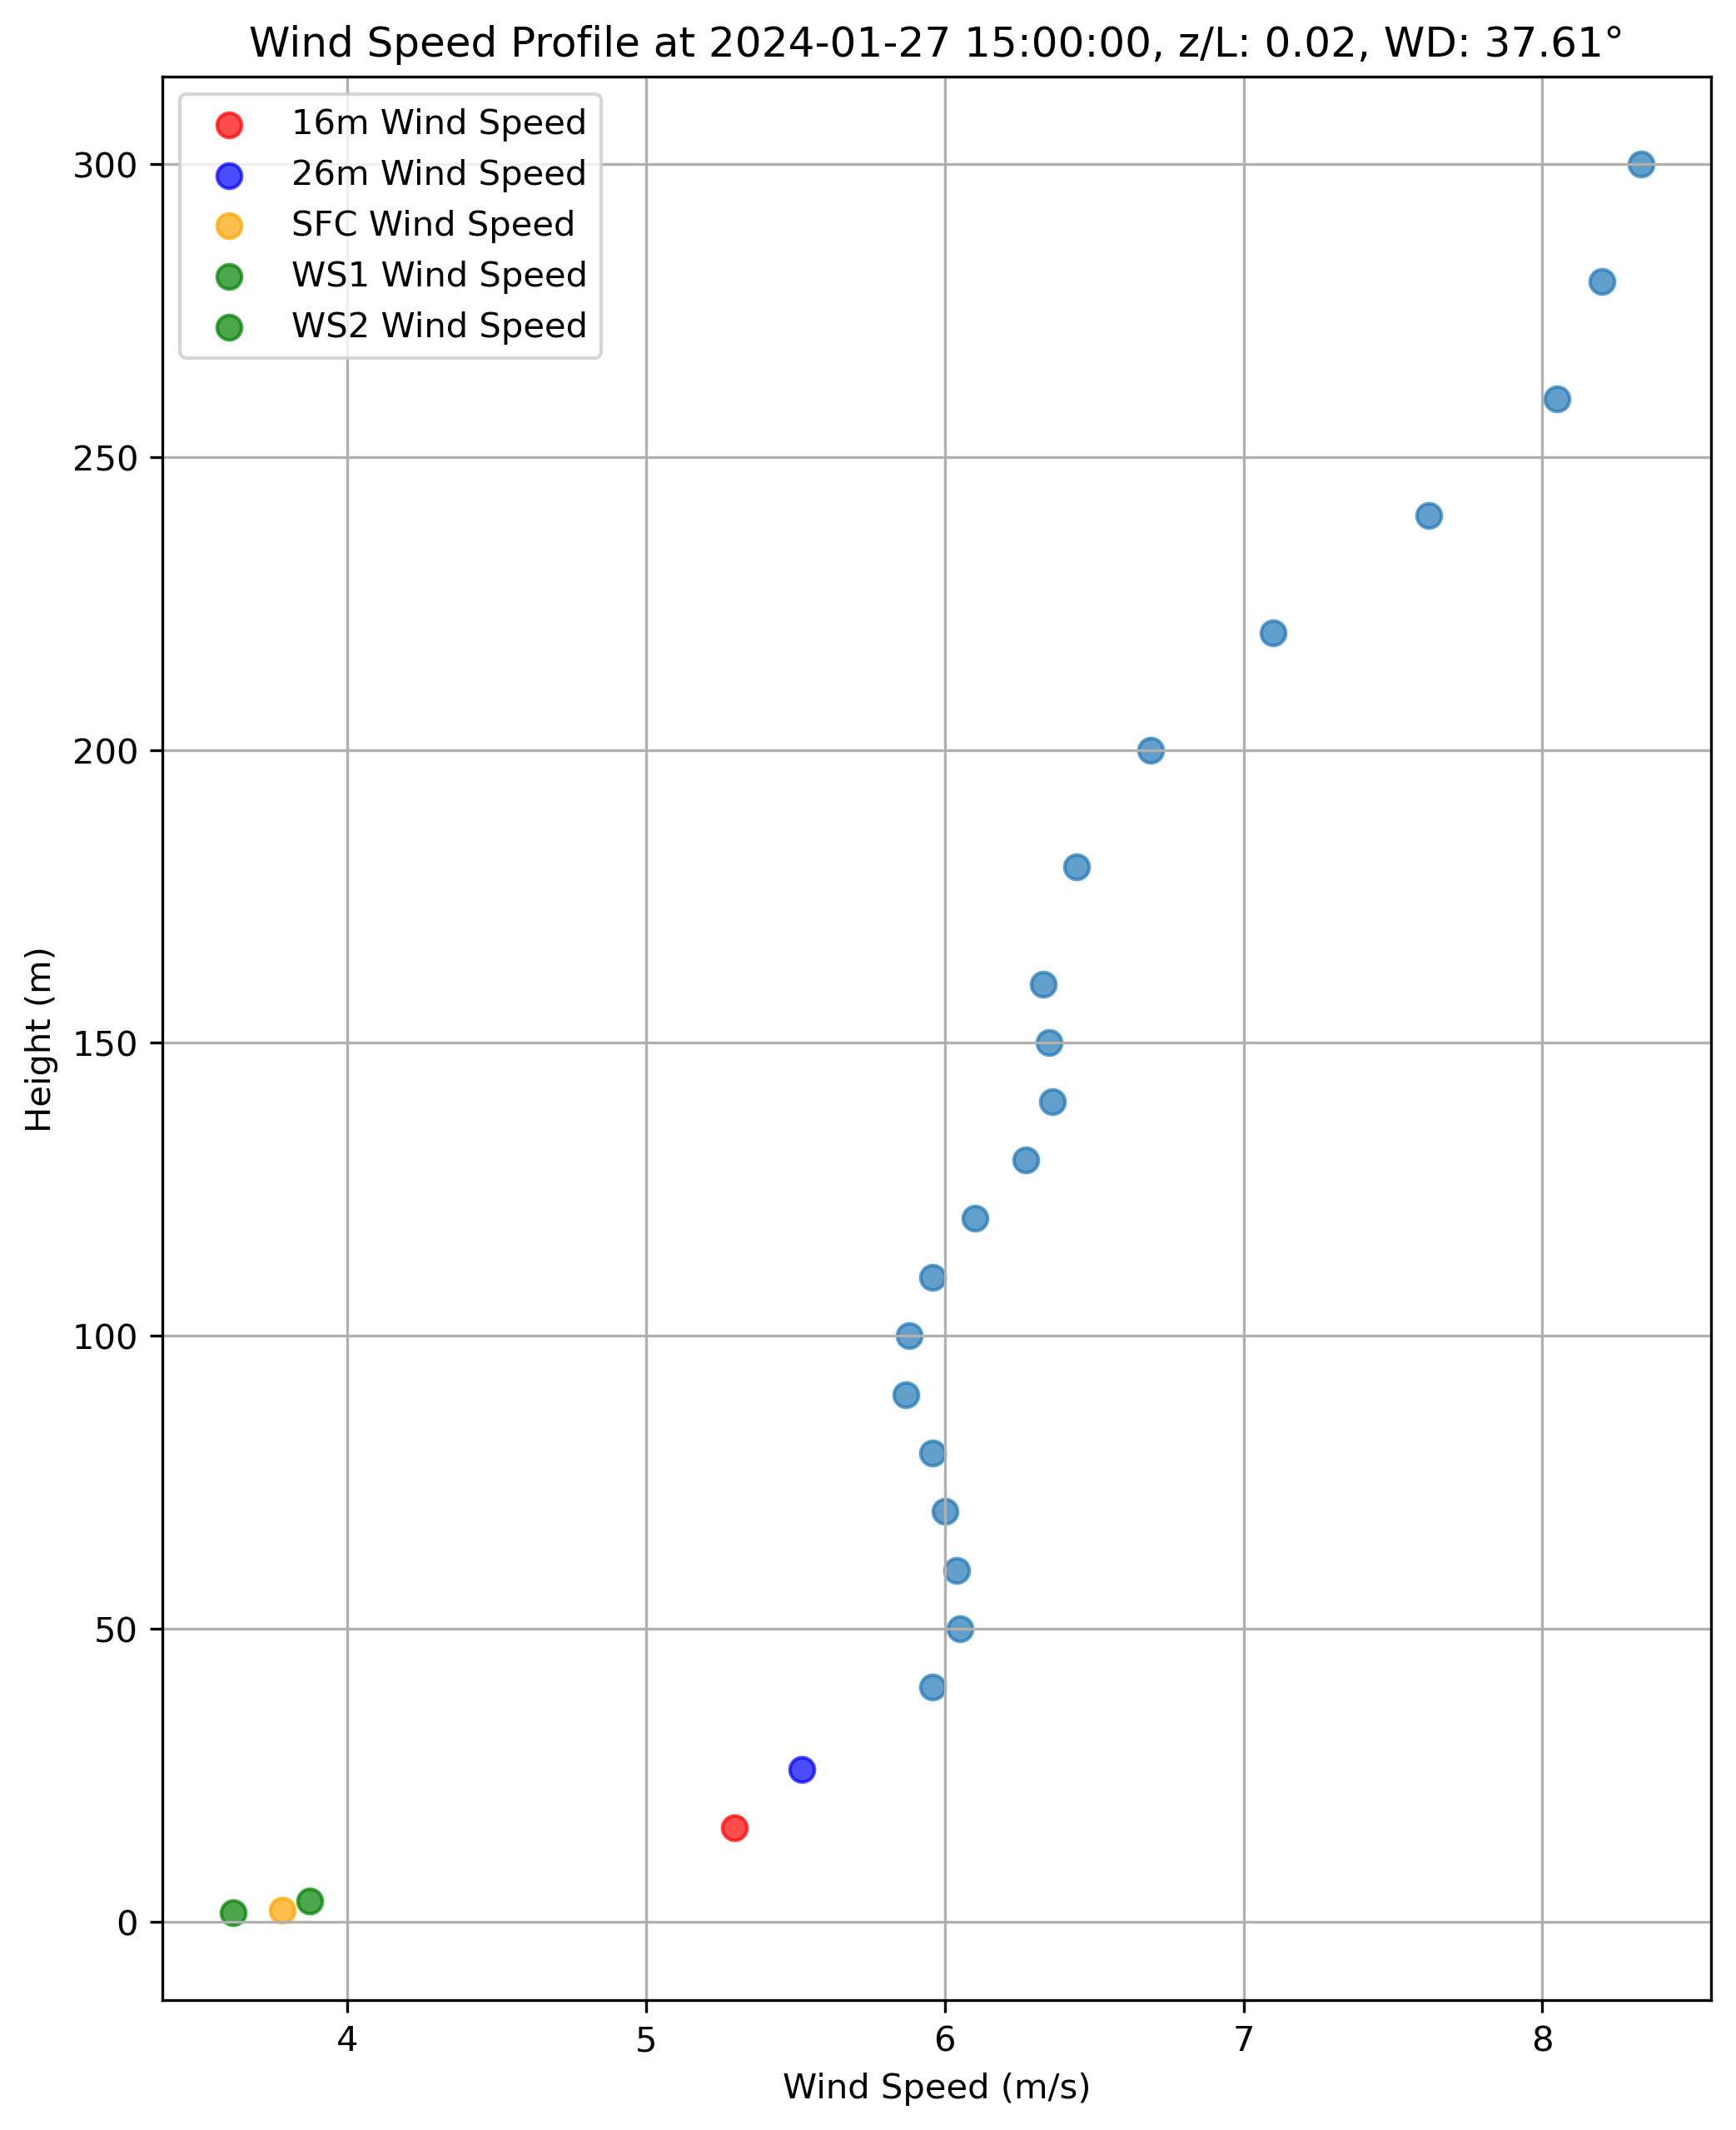 Wind Speed Profile at 2024-01-27 15:00:00, z/L: 0.02, WD: 37.61°
16m Wind Speed
26m Wind Speed
SFC Wind Speed
WS1 Wind Speed
WS2 Wind Speed
300
250
200
150
100
50
0
Height (m)
4 5 6 7 8
Wind Speed (m/s)